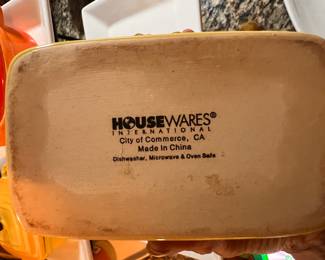 HOUSEWARES®
INTERNATIONAL
City of Commerce, CA
Made in China
Dishwasher, Microwave & Oven Safe